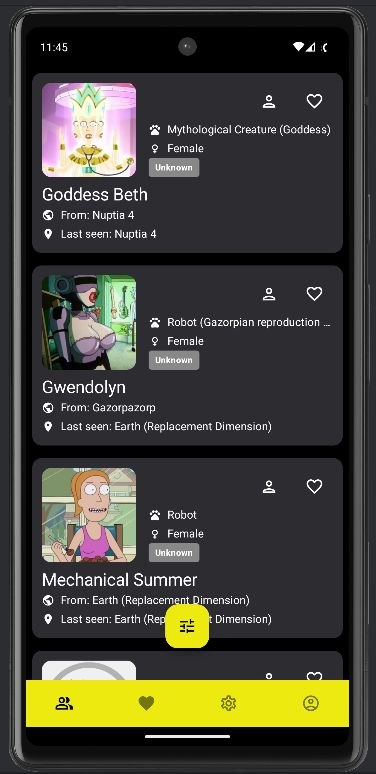 11:45
Mythological Creature (Goddess)
Female
Unknown
Goddess Beth
From: Nuptia 4
Last seen: Nuptia 4
Robot (Gazorpian reproduction ...
Female
Unknown
Gwendolyn
From: Gazorpazorp
Last seen: Earth (Replacement Dimension)
Robot
Female
Unknown
Mechanical Summer
From: Earth (Replacement Dimension)
Last seen: Earth (Rep Dimension)